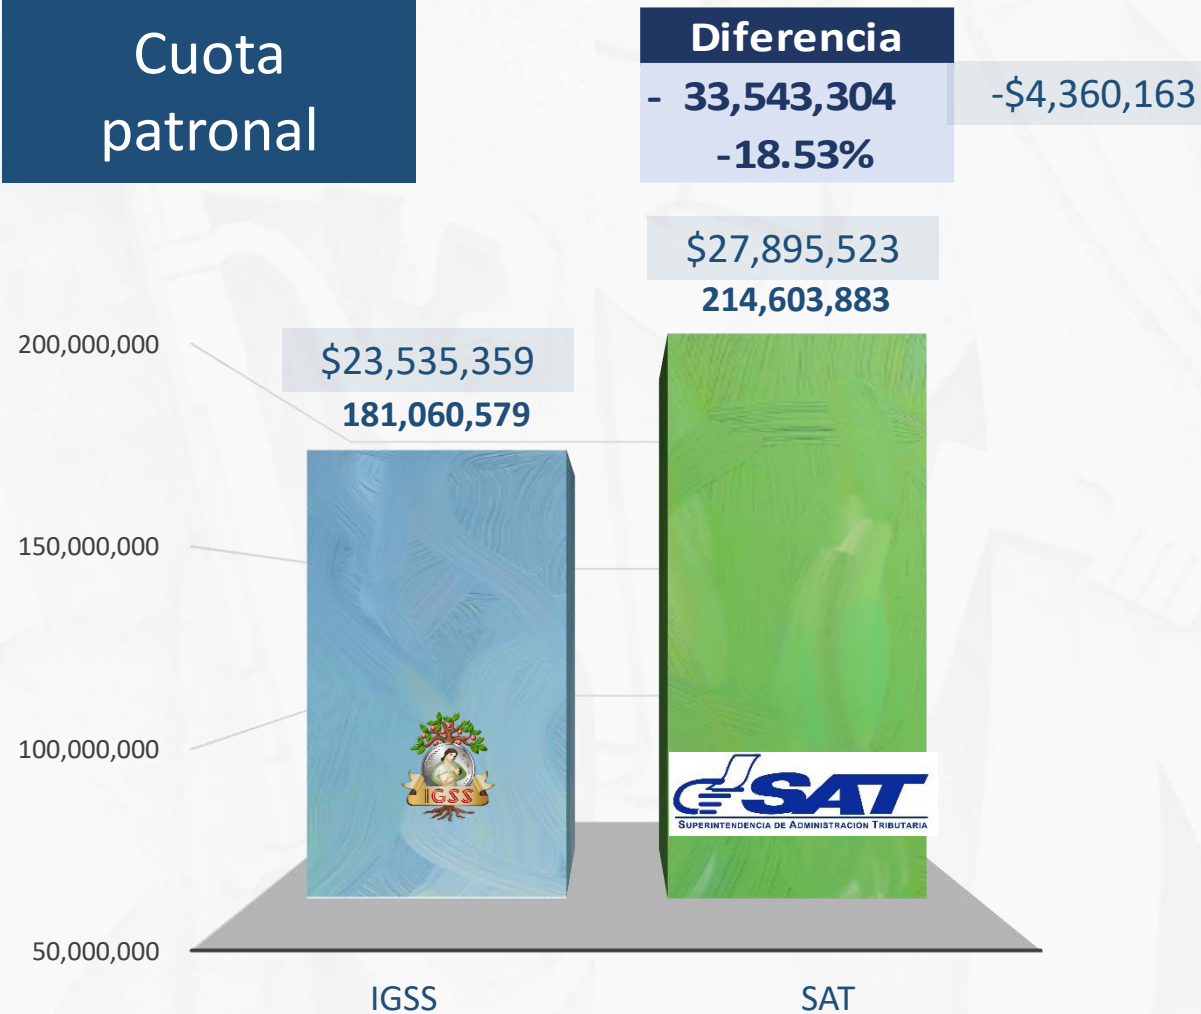 Cuota
patronal
Diferencia
- 33,543,304
-$4,360,163
-18.53%
$27,895,523
214,603,883
$23,535,359
181,060,579
200,000,000
150,000,000
100,000,000
50,000,000
IGSS
SAT
SUPERINTENDENCIA DE ADMINISTRACION TRIBUTARIA
IGSS
SAT